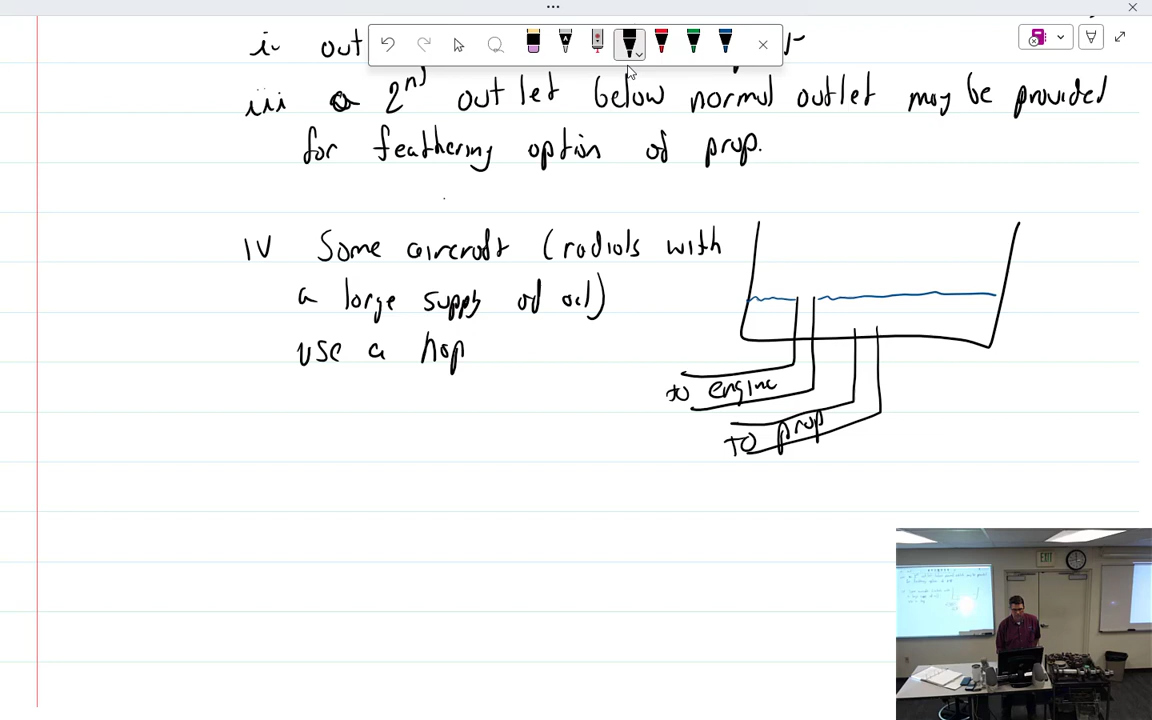 i. out
iii a 2nd outlet below normal outlet may be provided
for feathering option of prop.
IV Some aircraft (radials with
a large supply of oil)
use a hop
to engine
to prop
EXIT